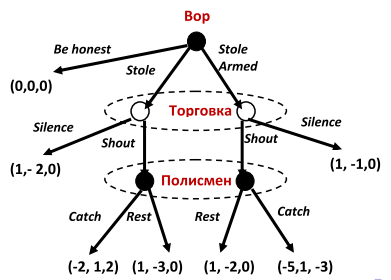 Вор
Be honest
Stole
Stole
Armed
(0,0,0)
Торговка
Silence
Shout
Shout
Silence
(1,- 2,0)
(1, -1,0)
Полисмен
Catch
Rest
Rest
Catch
(-2, 1,2)
(1, -3,0)
(1, -2,0)
(-5,1, -3)